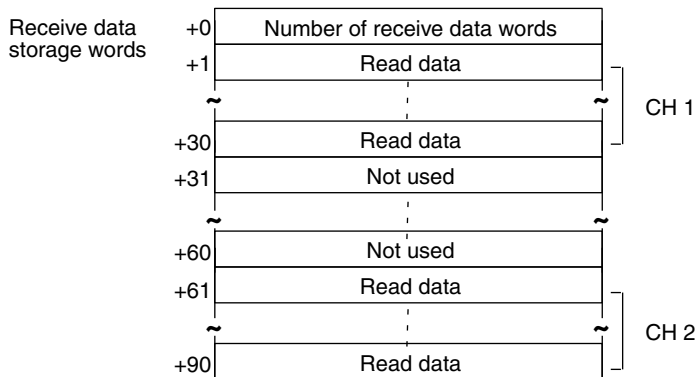 Receive data
storage words
+0 Number of receive data words
+1 Read data
CH 1
+30 Read data
+31 Not used
+60 Not used
+61 Read data
CH 2
+90 Read data